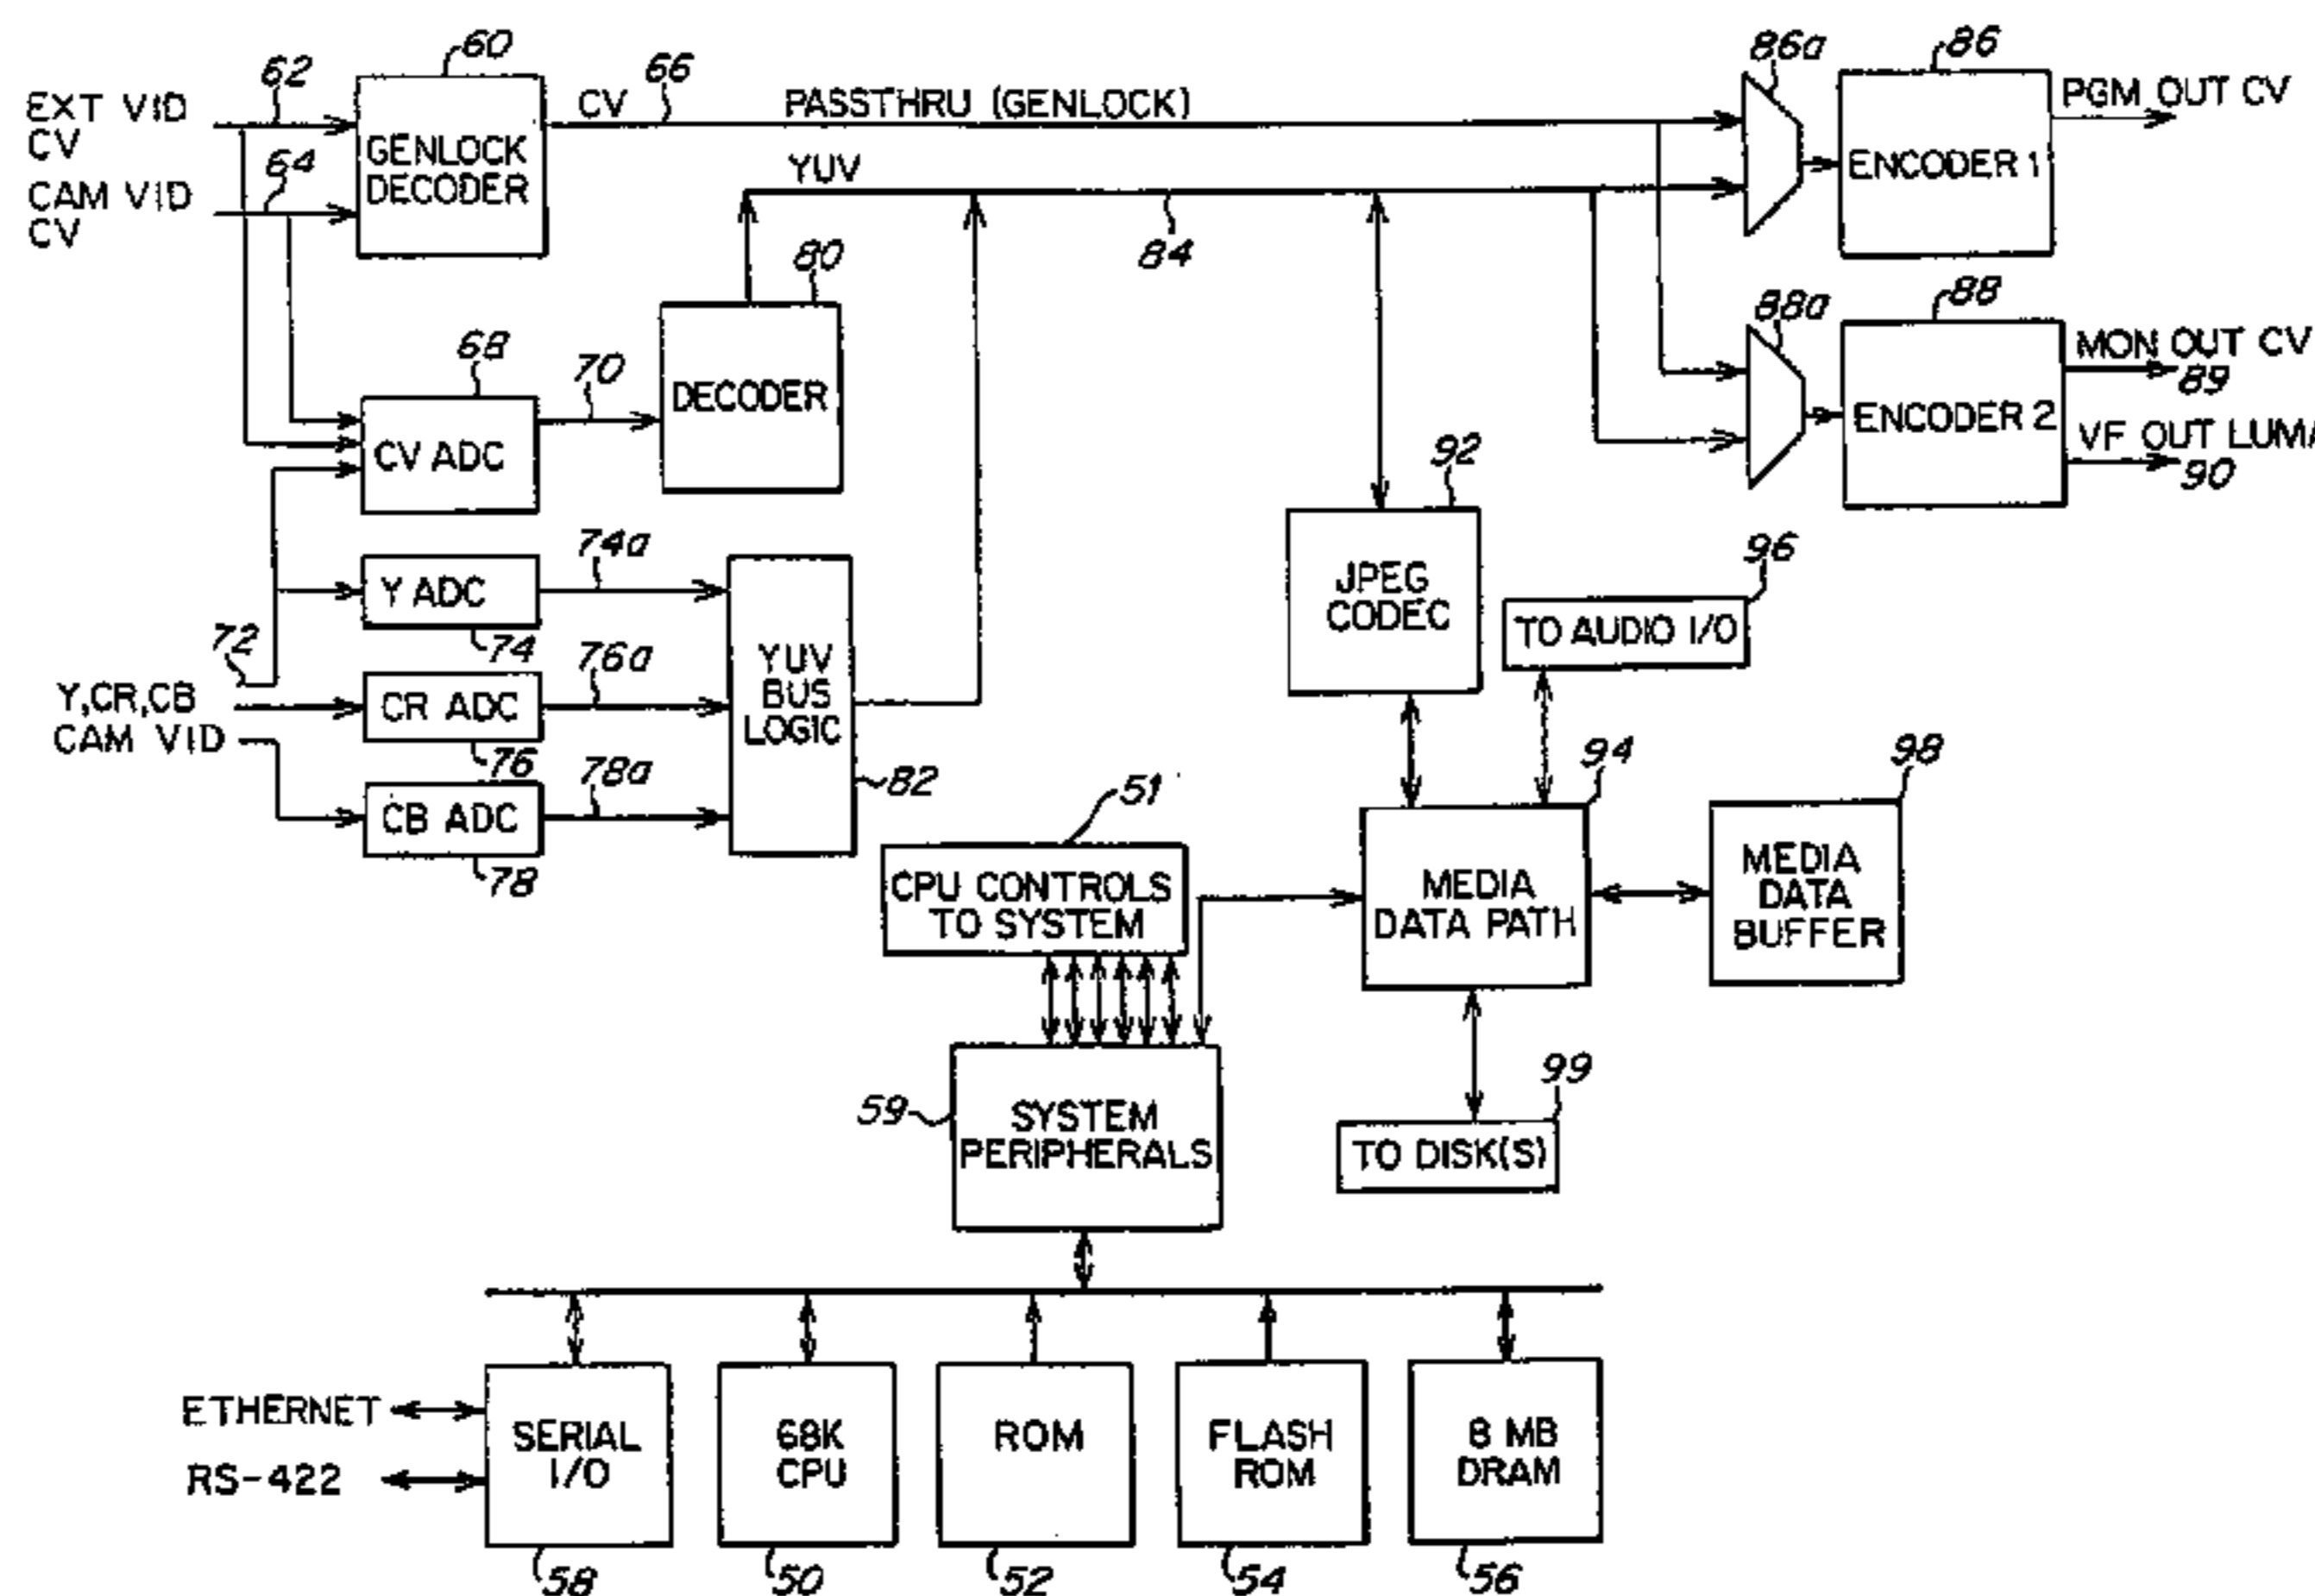 60
62
66
86a
86
EXT VID
CV
CV
PASSTHRU (GENLOCK)
PGM OUT CV
GENLOCK
DECODER
64
CAM VID
CV
YUV
ENCODER 1
80
84
88a
88
68
70
DECODER
MON OUT CV
89
CV ADC
ENCODER 2
VF OUT
90
92
74a
96
Y ADC
74
JPEG
CODEC
TO AUDIO I/O
72
76a
YUV
BUS
LOGIC
Y,CR,CB
CAM VID
CR ADC
76
78a
82
51
94
98
CB ADC
78
CPU CONTROLS
TO SYSTEM
MEDIA
DATA PATH
MEDIA
DATA
BUFFER
59
SYSTEM
PERIPHERALS
99
TO DISK(S)
ETHERNET
RS-422
SERIAL
I/O
68K
CPU
ROM
FLASH
ROM
8 MB
DRAM
58
50
52
54
56